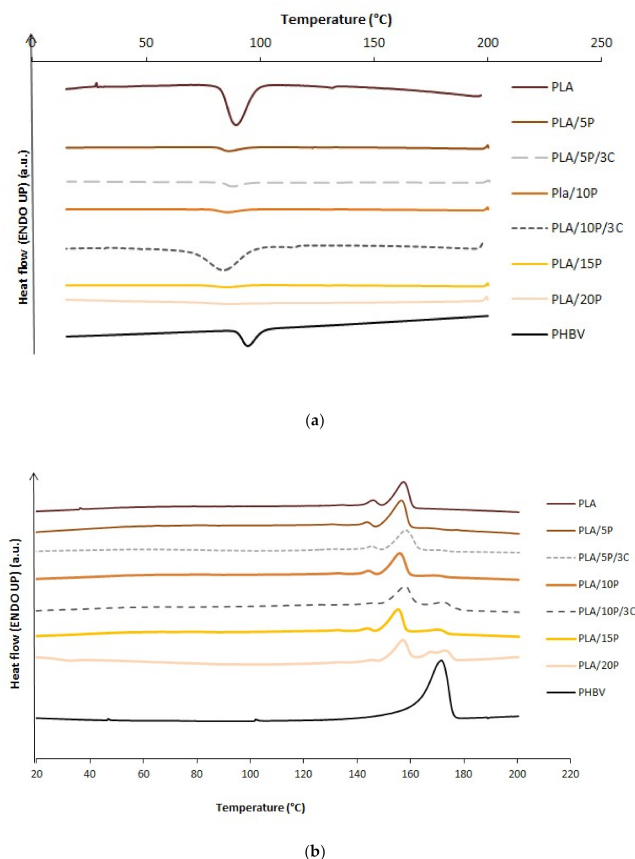 Temperature (°C)
0 50 100 150 200 250
Heat flow (ENDO UP) (a.u.)
PLA
PLA/5P
PLA/5P/3C
Pla/10P
PLA/10P/3C
PLA/15P
PLA/20P
PHBV
(a)
Heat flow (ENDO UP) (a.u.)
PLA
PLA/5P
PLA/5P/3C
PLA/10P
PLA/10P/3C
PLA/15P
PLA/20P
PHBV
20 40 60 80 100 120 140 160 180 200 220
Temperature (°C)
(b)